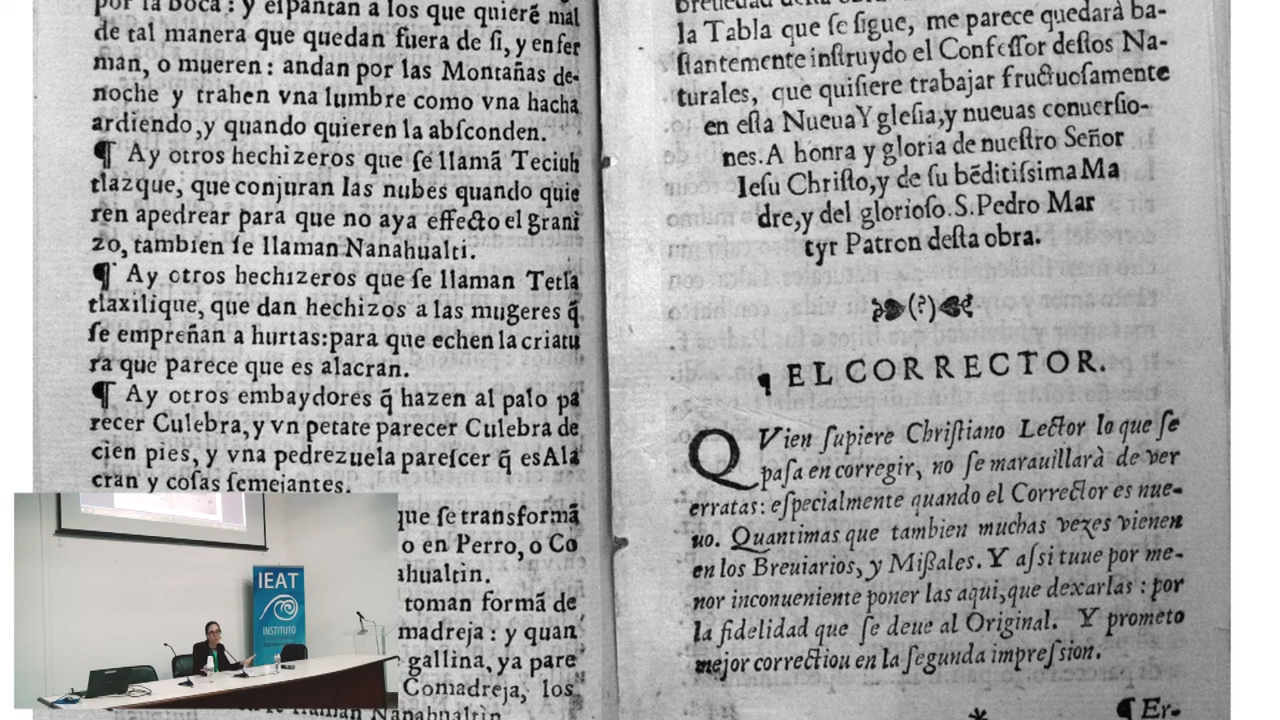 por la boca: y eſpantan a los que quierẽ mal
de tal manera que quedan fuera de ſi, y enfer
man, o mueren: andan por las Montañas de-
noche y trahen vna lumbre como vna hacha
ardiendo, y quando quieren la abſconden.
¶ Ay otros hechizeros que ſe llamã Teciuh
tlazque, que conjuran las nubes quando quie
ren apedrear para que no aya effecto el grani
zo, tambien ſe llaman Nanahualti.
¶ Ay otros hechizeros que ſe llaman Tetla
tlaxilique, que dan hechizos a las mugeres q̃
ſe empreñan a hurtas: para que echen la criatu
ra que parece que es alacran.
¶ Ay otros embaydores q̃ hazen al palo pa
recer Culebra, y vn petate parecer Culebra de
cien pies, y vna pedrezuela pareſcer q̃ es Ala
cran y coſas ſemejantes.
que ſe transformã
o en Perro, o Co
ahualtin.
toman formã de
madreja: y quan
gallina, ya pare
Comadreja, los
llaman Nanahualtin
la Tabla que ſe ſigue, me parece quedarà ba-
ſtantemente inſtruydo el Confeſſor deſtos Na-
turales, que quiſiere trabajar fructuoſamente
en eſta Nueua Ygleſia, y nueuas conuerſio-
nes. A honra y gloria de nueſtro Señor
Ieſu Chriſto, y de ſu bẽditiſsima Ma
dre, y del glorioſo. S. Pedro Mar
tyr Patron deſta obra.
(?)
¶ EL CORRECTOR.
QVien ſupiere Chriſtiano Lector lo que ſe
paſa en corregir, no ſe marauillarà de ver
erratas: eſpecialmente quando el Corrector es nue-
uo. Quantimas que tambien muchas vezes vienen
en los Breuiarios, y Miſſales. Y aſsi tuue por me-
nor inconueniente poner las aqui, que dexarlas: por
la fidelidad que ſe deue al Original. Y prometo
mejor correctiou en la ſegunda impreſsion.
* ¶ Er-
IEAT
INSTITUTO